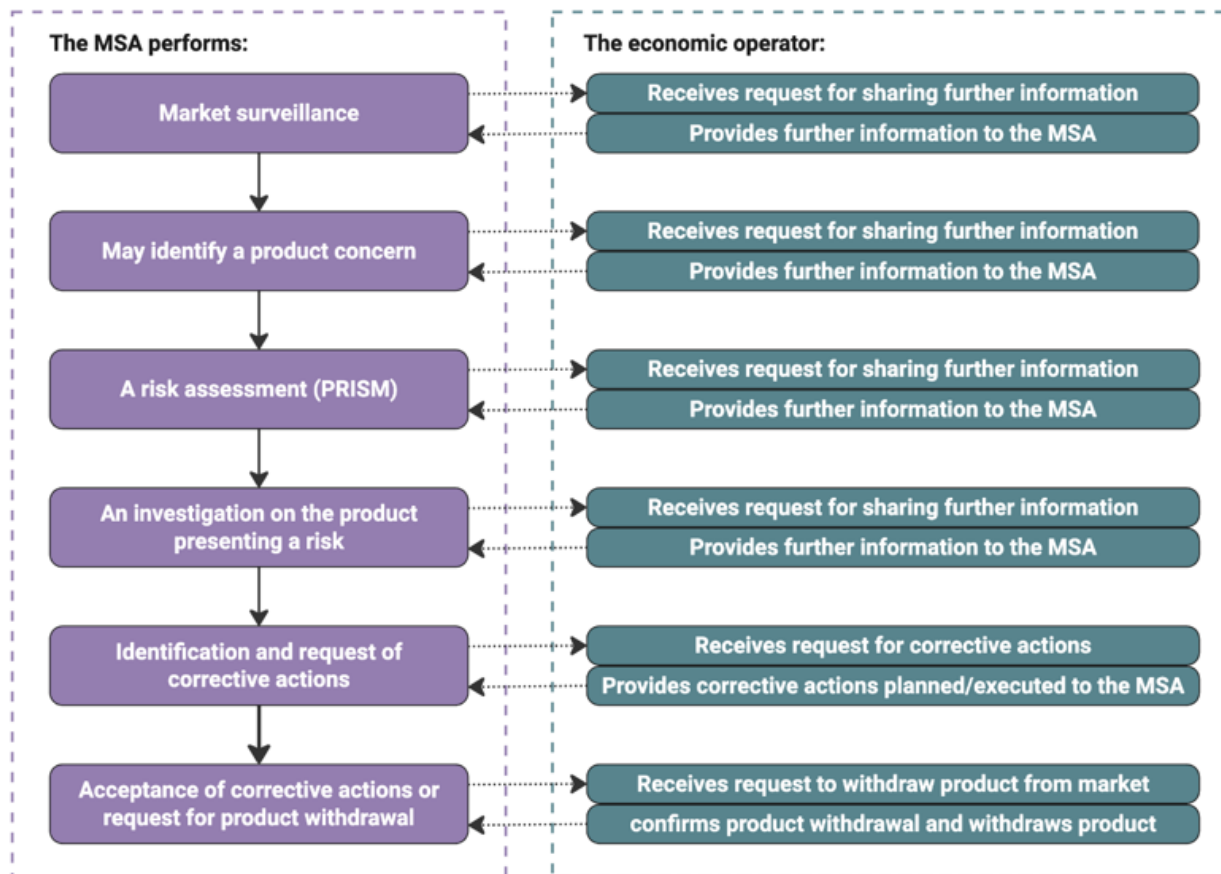 The MSA performs:
The economic operator:
Market surveillance
Receives request for sharing further information
Provides further information to the MSA
May identify a product concern
Receives request for sharing further information
Provides further information to the MSA
A risk assessment (PRISM)
Receives request for sharing further information
Provides further information to the MSA
An investigation on the product
presenting a risk
Receives request for sharing further information
Provides further information to the MSA
Identification and request of
corrective actions
Receives request for corrective actions
Provides corrective actions planned/executed to the MSA
Acceptance of corrective actions or
request for product withdrawal
Receives request to withdraw product from market
confirms product withdrawal and withdraws product